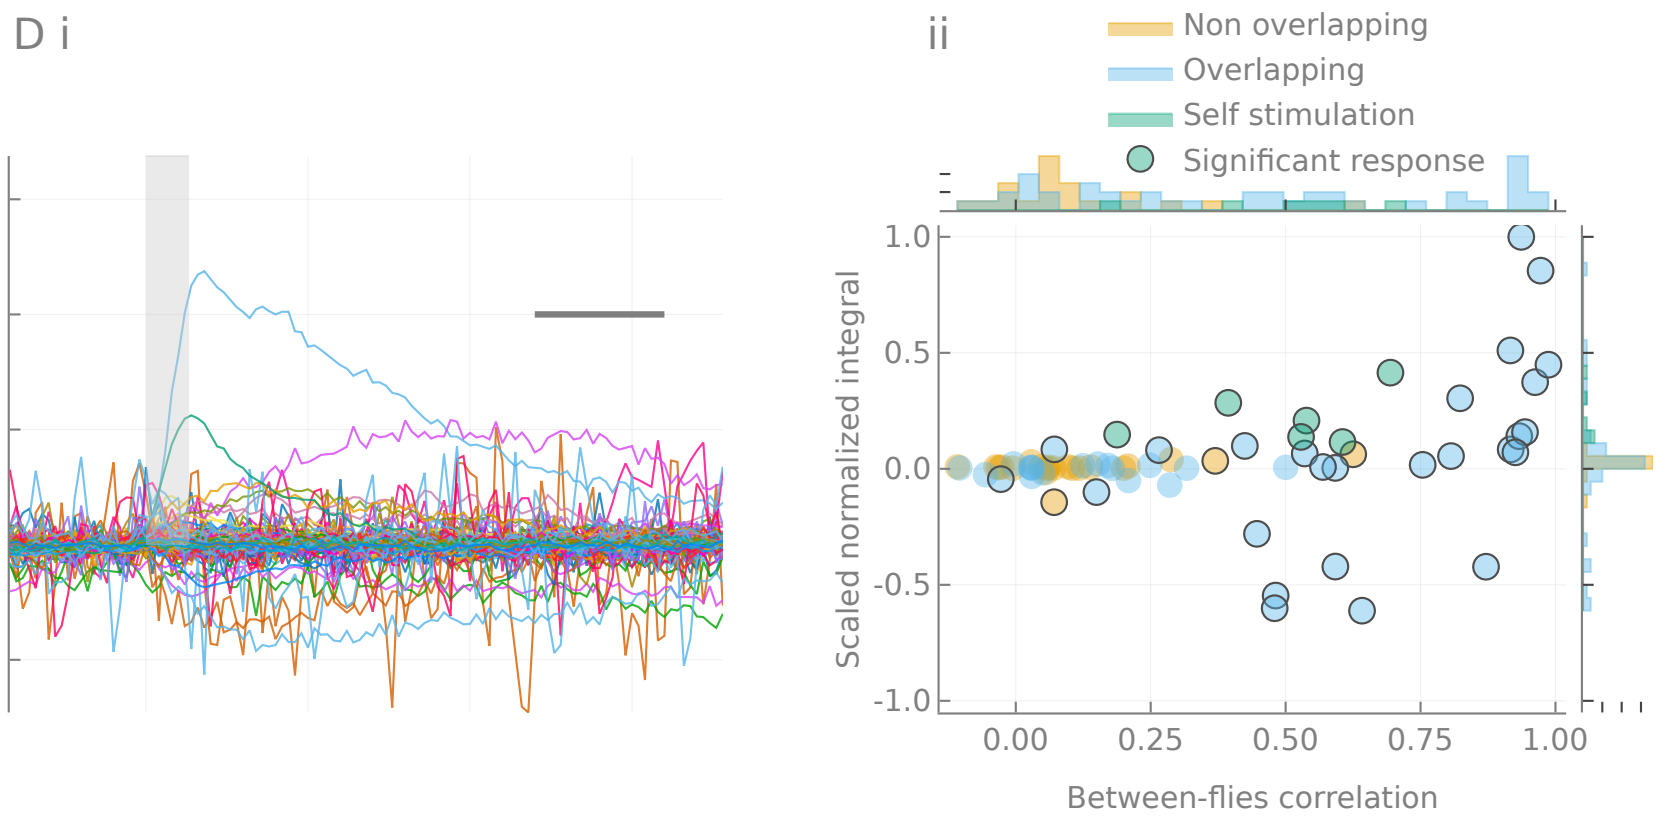 D i
ii
Non overlapping
Overlapping
Self stimulation
Significant response
Scaled normalized integral
1.0
0.5
0.0
-0.5
-1.0
0.00 0.25 0.50 0.75 1.00
Between-flies correlation